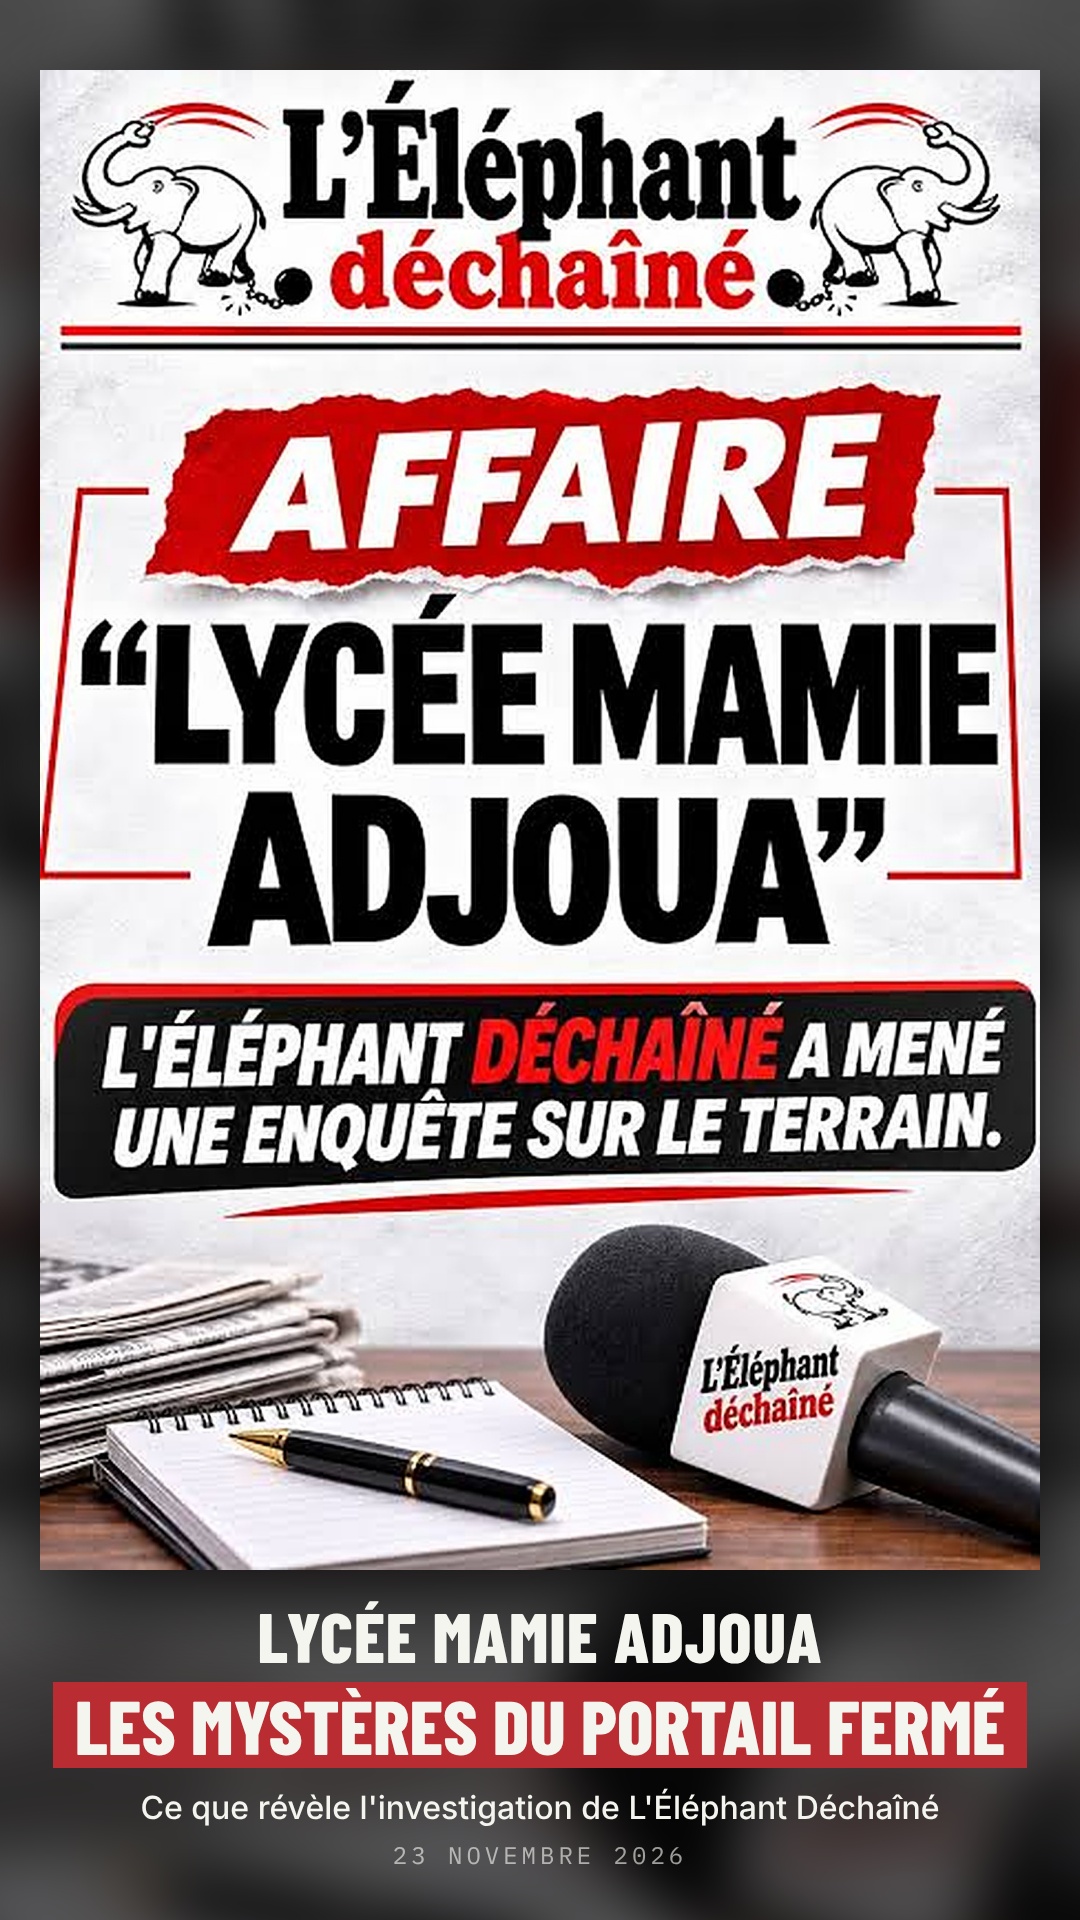 L'Éléphant
déchaîné
AFFAIRE
“LYCÉE MAMIE
ADJOUA”
L'ÉLÉPHANT DÉCHAÎNÉ A MENÉ
UNE ENQUÊTE SUR LE TERRAIN.
L'Éléphant
déchaîné
LYCÉE MAMIE ADJOUA
LES MYSTÈRES DU PORTAIL FERMÉ
Ce que révèle l'investigation de L'Éléphant Déchaîné
23 NOVEMBRE 2026